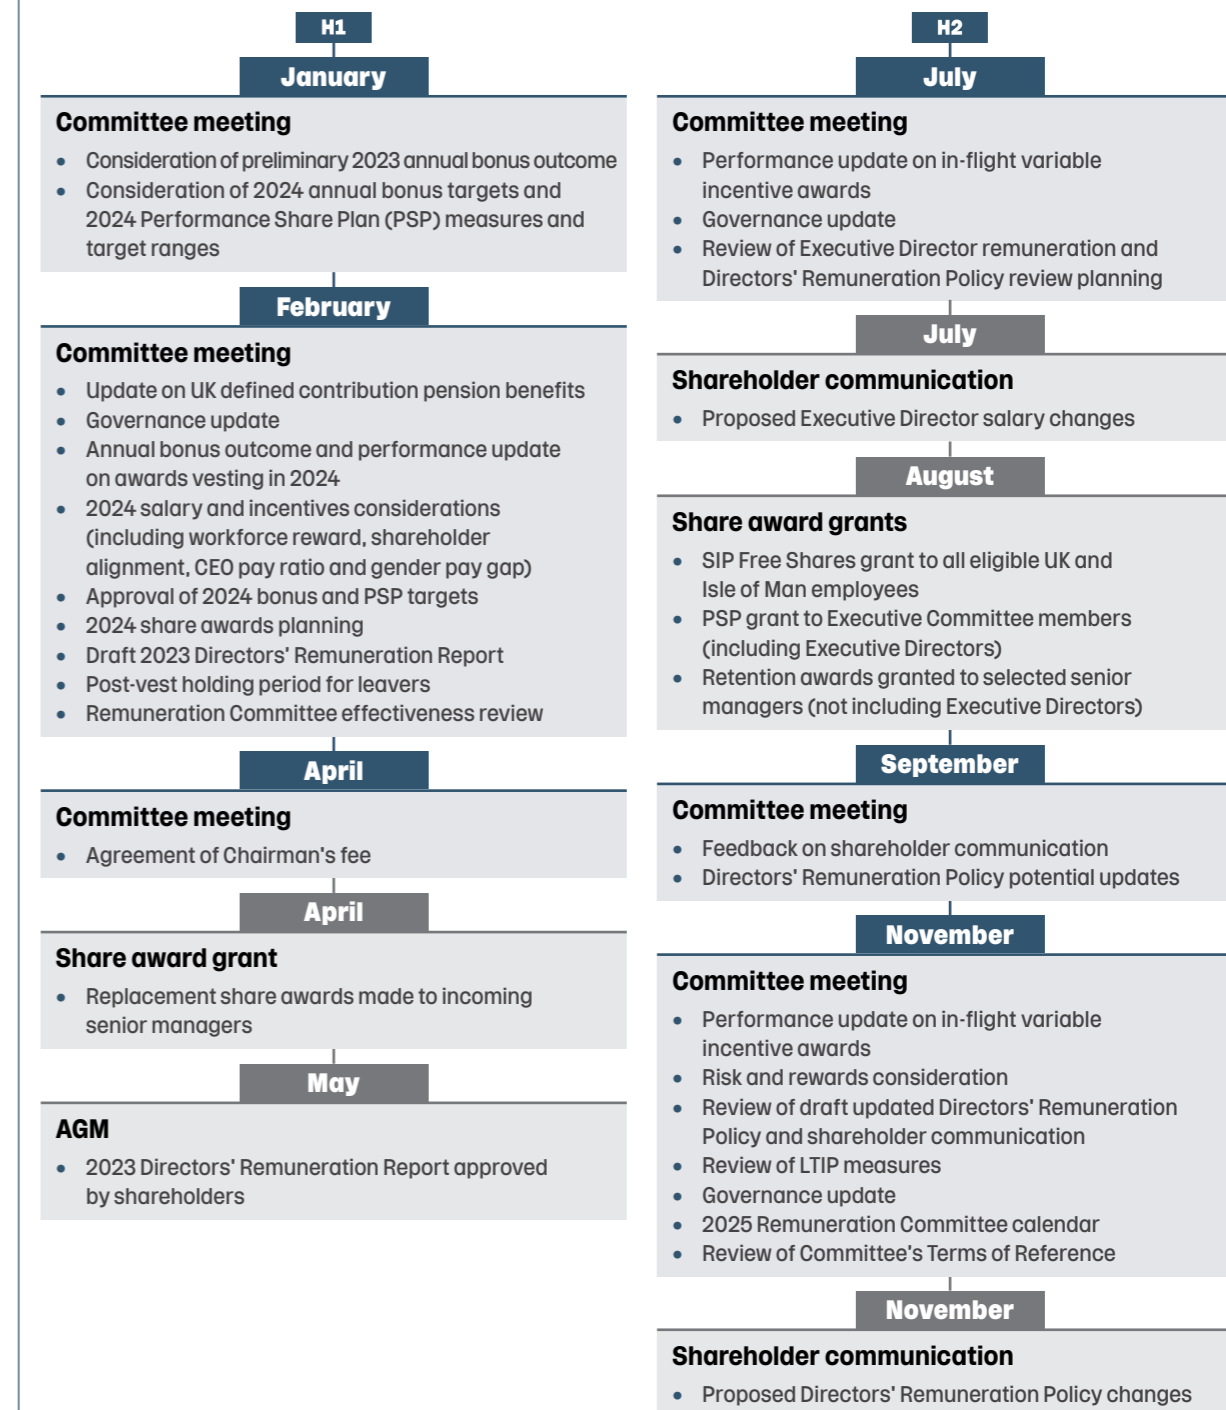 H1
January
Committee meeting
• Consideration of preliminary 2023 annual bonus outcome
• Consideration of 2024 annual bonus targets and
2024 Performance Share Plan (PSP) measures and
target ranges
February
Committee meeting
• Update on UK defined contribution pension benefits
• Governance update
• Annual bonus outcome and performance update
on awards vesting in 2024
• 2024 salary and incentives considerations
(including workforce reward, shareholder
alignment, CEO pay ratio and gender pay gap)
• Approval of 2024 bonus and PSP targets
• 2024 share awards planning
• Draft 2023 Directors' Remuneration Report
• Post-vest holding period for leavers
• Remuneration Committee effectiveness review
April
Committee meeting
• Agreement of Chairman's fee
April
Share award grant
• Replacement share awards made to incoming
senior managers
May
AGM
• 2023 Directors' Remuneration Report approved
by shareholders
H2
July
Committee meeting
• Performance update on in-flight variable
incentive awards
• Governance update
• Review of Executive Director remuneration and
Directors' Remuneration Policy review planning
July
Shareholder communication
• Proposed Executive Director salary changes
August
Share award grants
• SIP Free Shares grant to all eligible UK and
Isle of Man employees
• PSP grant to Executive Committee members
(including Executive Directors)
• Retention awards granted to selected senior
managers (not including Executive Directors)
September
Committee meeting
• Feedback on shareholder communication
• Directors' Remuneration Policy potential updates
November
Committee meeting
• Performance update on in-flight variable
incentive awards
• Risk and rewards consideration
• Review of draft updated Directors' Remuneration
Policy and shareholder communication
• Review of LTIP measures
• Governance update
• 2025 Remuneration Committee calendar
• Review of Committee's Terms of Reference
November
Shareholder communication
• Proposed Directors' Remuneration Policy changes